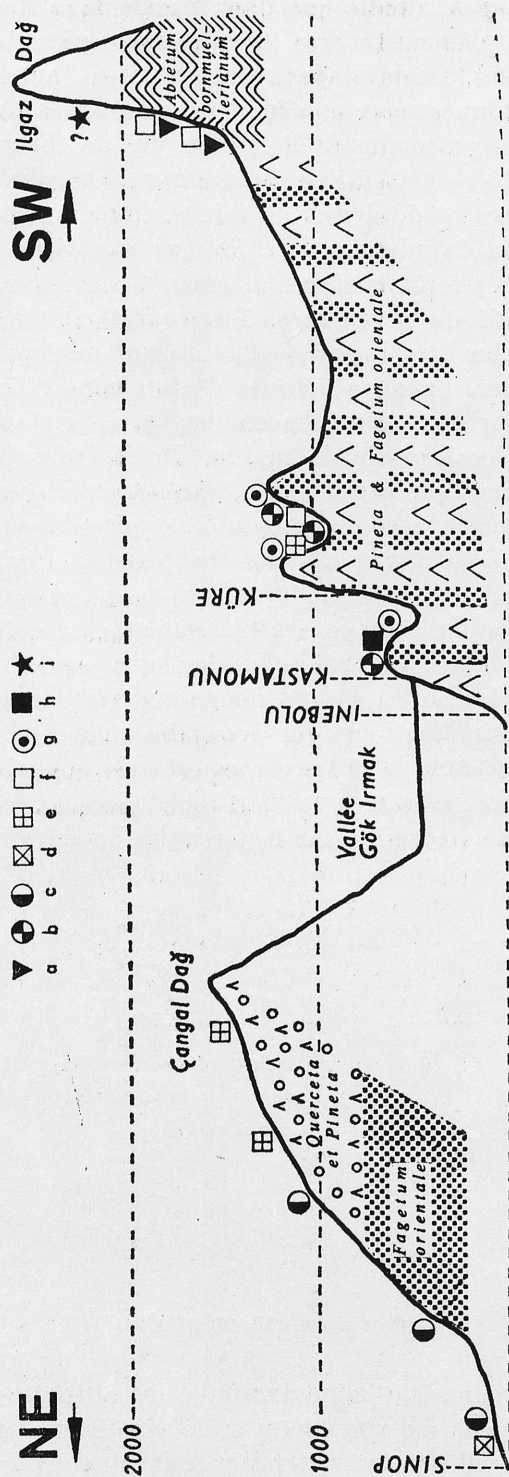 NE
SW
a b c d e f g h i
2000
1000
Ilgaz Dağ
?
Abietum
bornmuel-
lerianum
Çangal Dağ
Querceta
et Pineta
Fagetum
orientale
Vallée
Gök Irmak
Pineta & Fagetum orientale
SINOP
INEBOLU
KASTAMONU
KÜRE